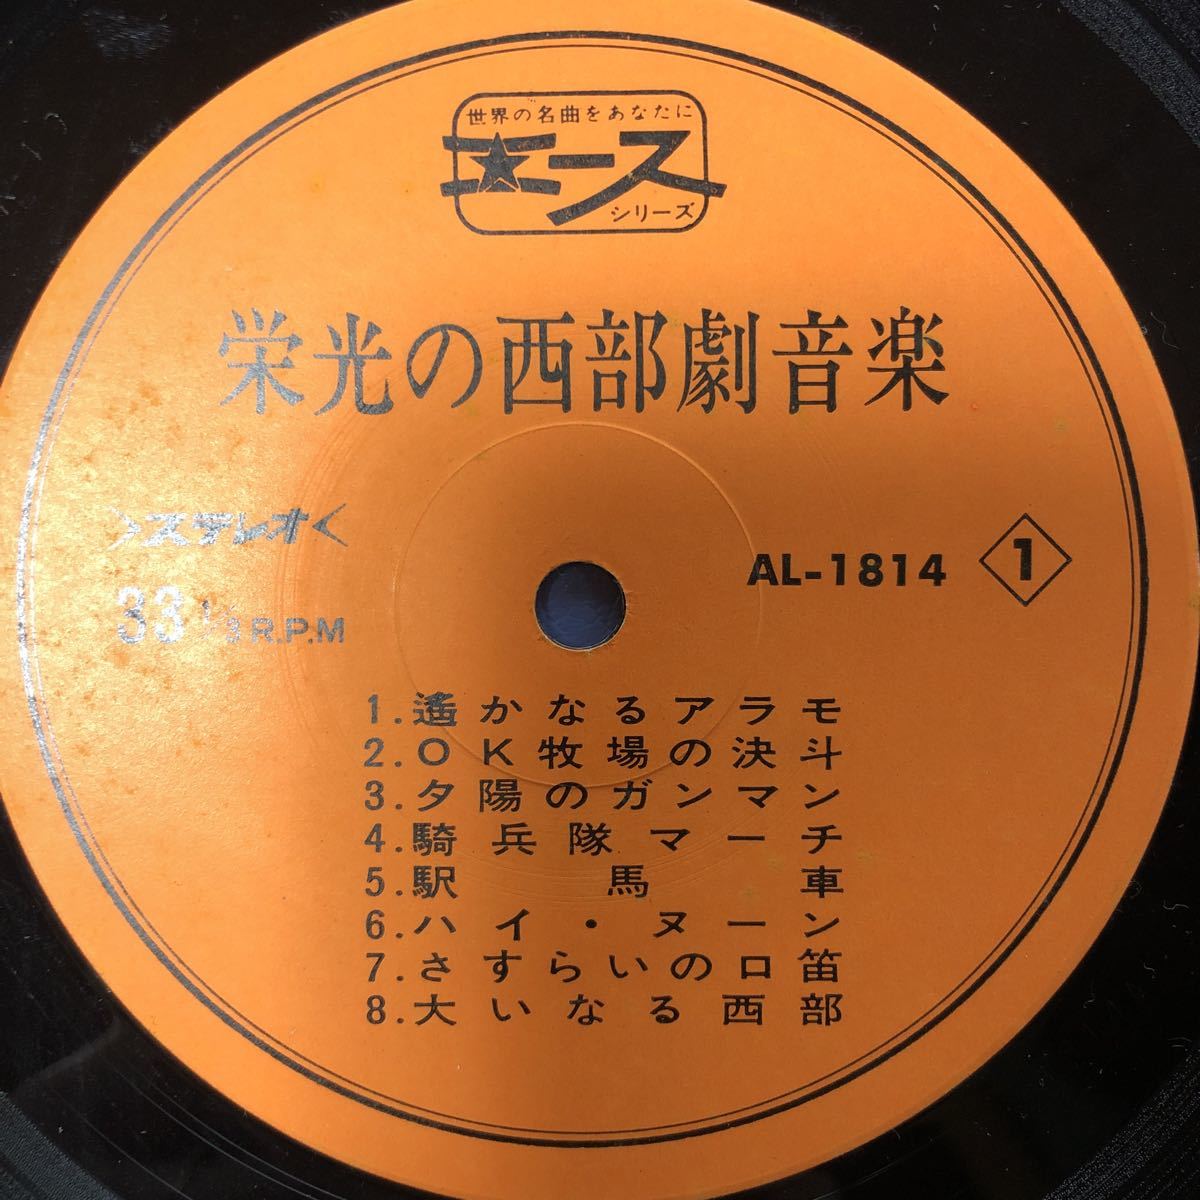 世界の名曲をあなたに
エース
シリーズ
栄光の西部劇音楽
>ステレオ<
33 1/3 R.P.M
AL-1814 1
1.遙かなるアラモ
2.OK牧場の決斗
3.夕陽のガンマン
4.騎兵隊マーチ
5.駅馬車
6.ハイ・ヌーン
7.さすらいの口笛
8.大いなる西部